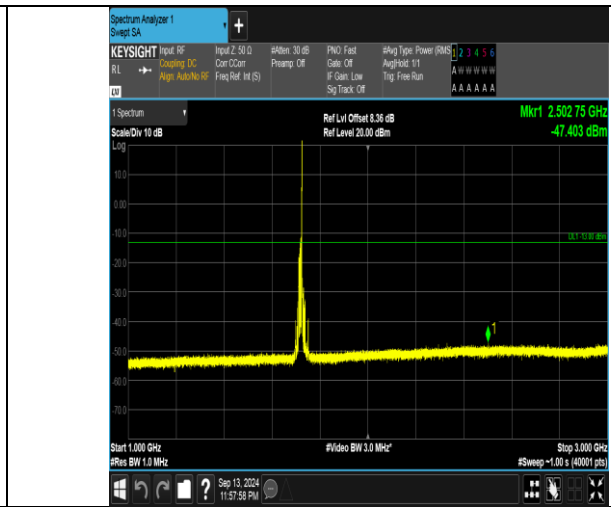 Spectrum Analyzer 1
Swept SA
+
KEYSIGHT Input: RF Input Z: 50 Ω #Atten: 30 dB PNO: Fast #Avg Type: Power (RMS 1 2 3 4 5 6
RL Coupling: DC Corr CCorr Preamp: Off Gate: Off Avg|Hold: 1/1 A W W W W W
Align: Auto/No RF Freq Ref: Int (S) IF Gain: Low Trig: Free Run
LXI Sig Track: Off A A A A A A
1 Spectrum Ref Lvl Offset 8.36 dB Mkr1 2.502 75 GHz
Scale/Div 10 dB Ref Level 20.00 dBm -47.403 dBm
Log
10.0
0.00
-10.0
DL1 -13.00 dBm
-20.0
-30.0
-40.0
1
-50.0
-60.0
-70.0
Start 1.000 GHz #Video BW 3.0 MHz* Stop 3.000 GHz
#Res BW 1.0 MHz #Sweep ~1.00 s (40001 pts)
? Sep 13, 2024
11:57:58 PM